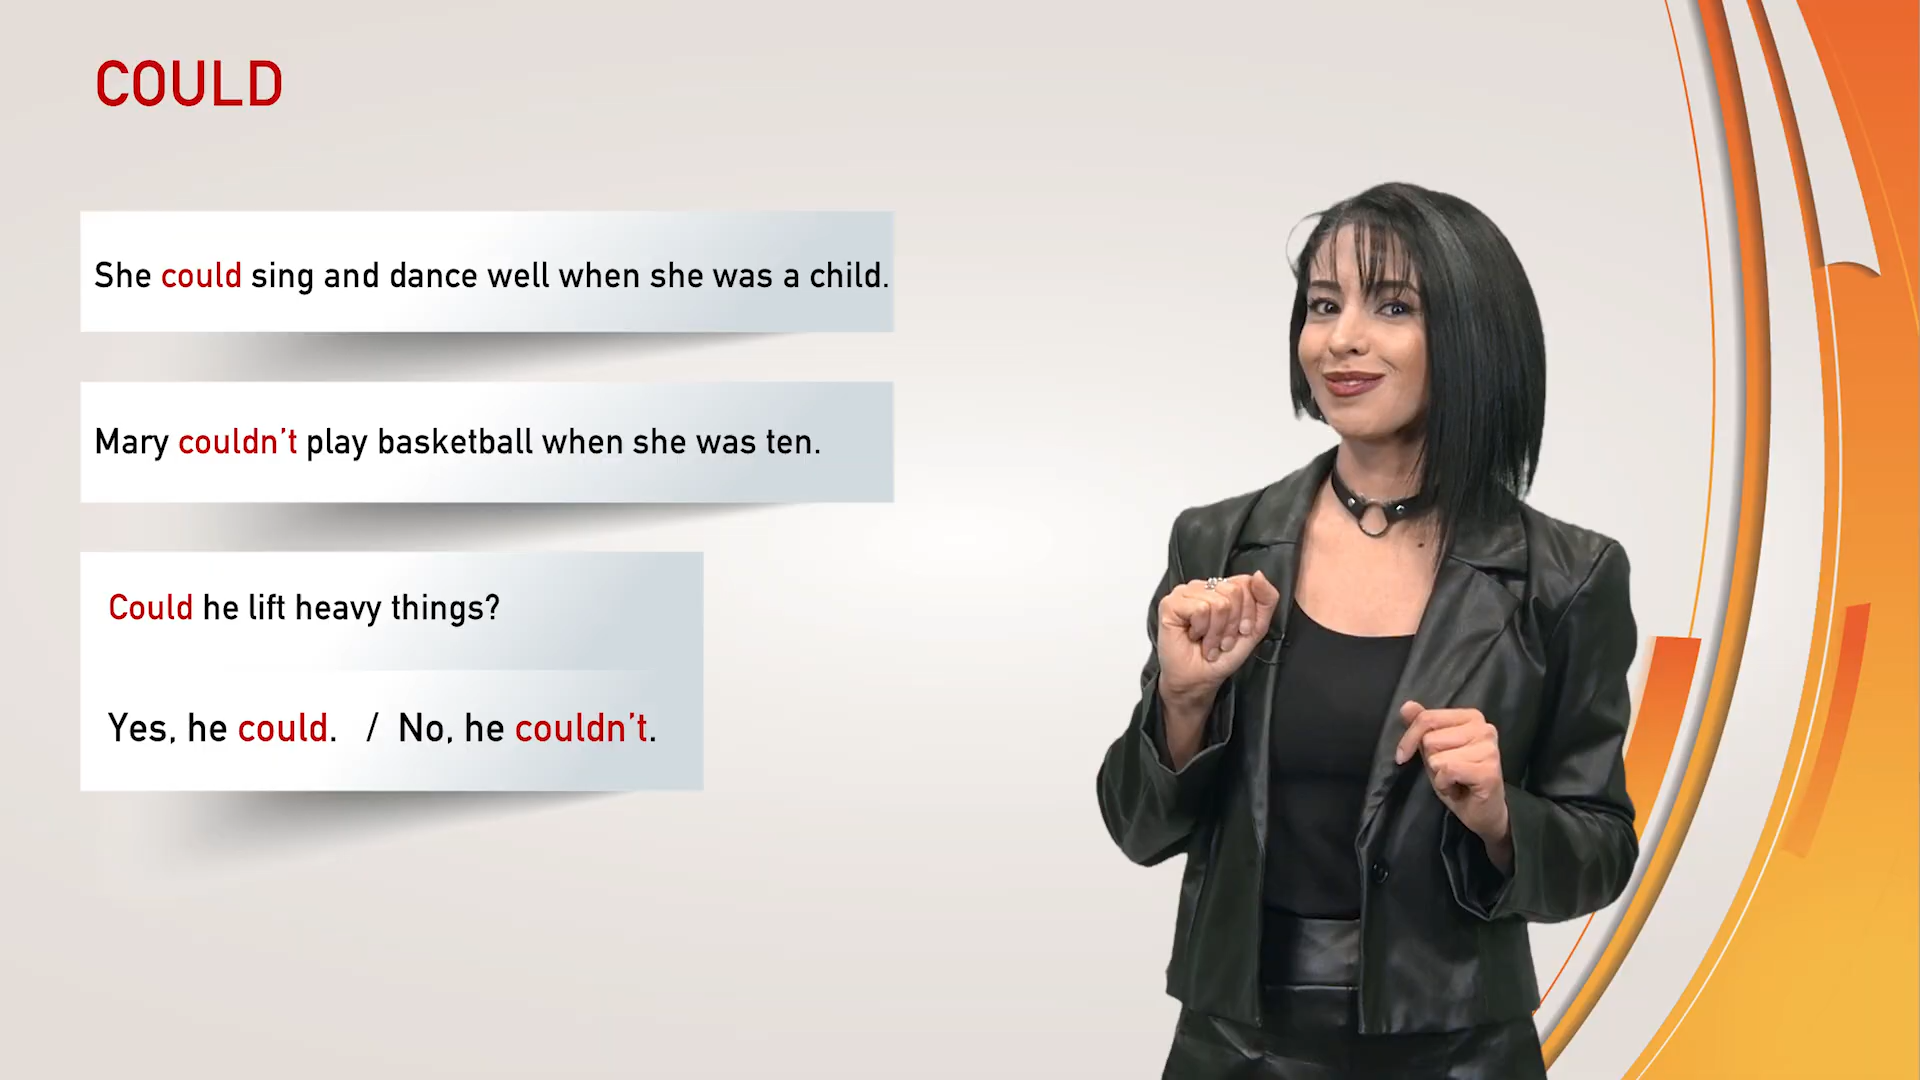 COULD
She could sing and dance well when she was a child.
Mary couldn't play basketball when she was ten.
Could he lift heavy things?
Yes, he could. / No, he couldn't.